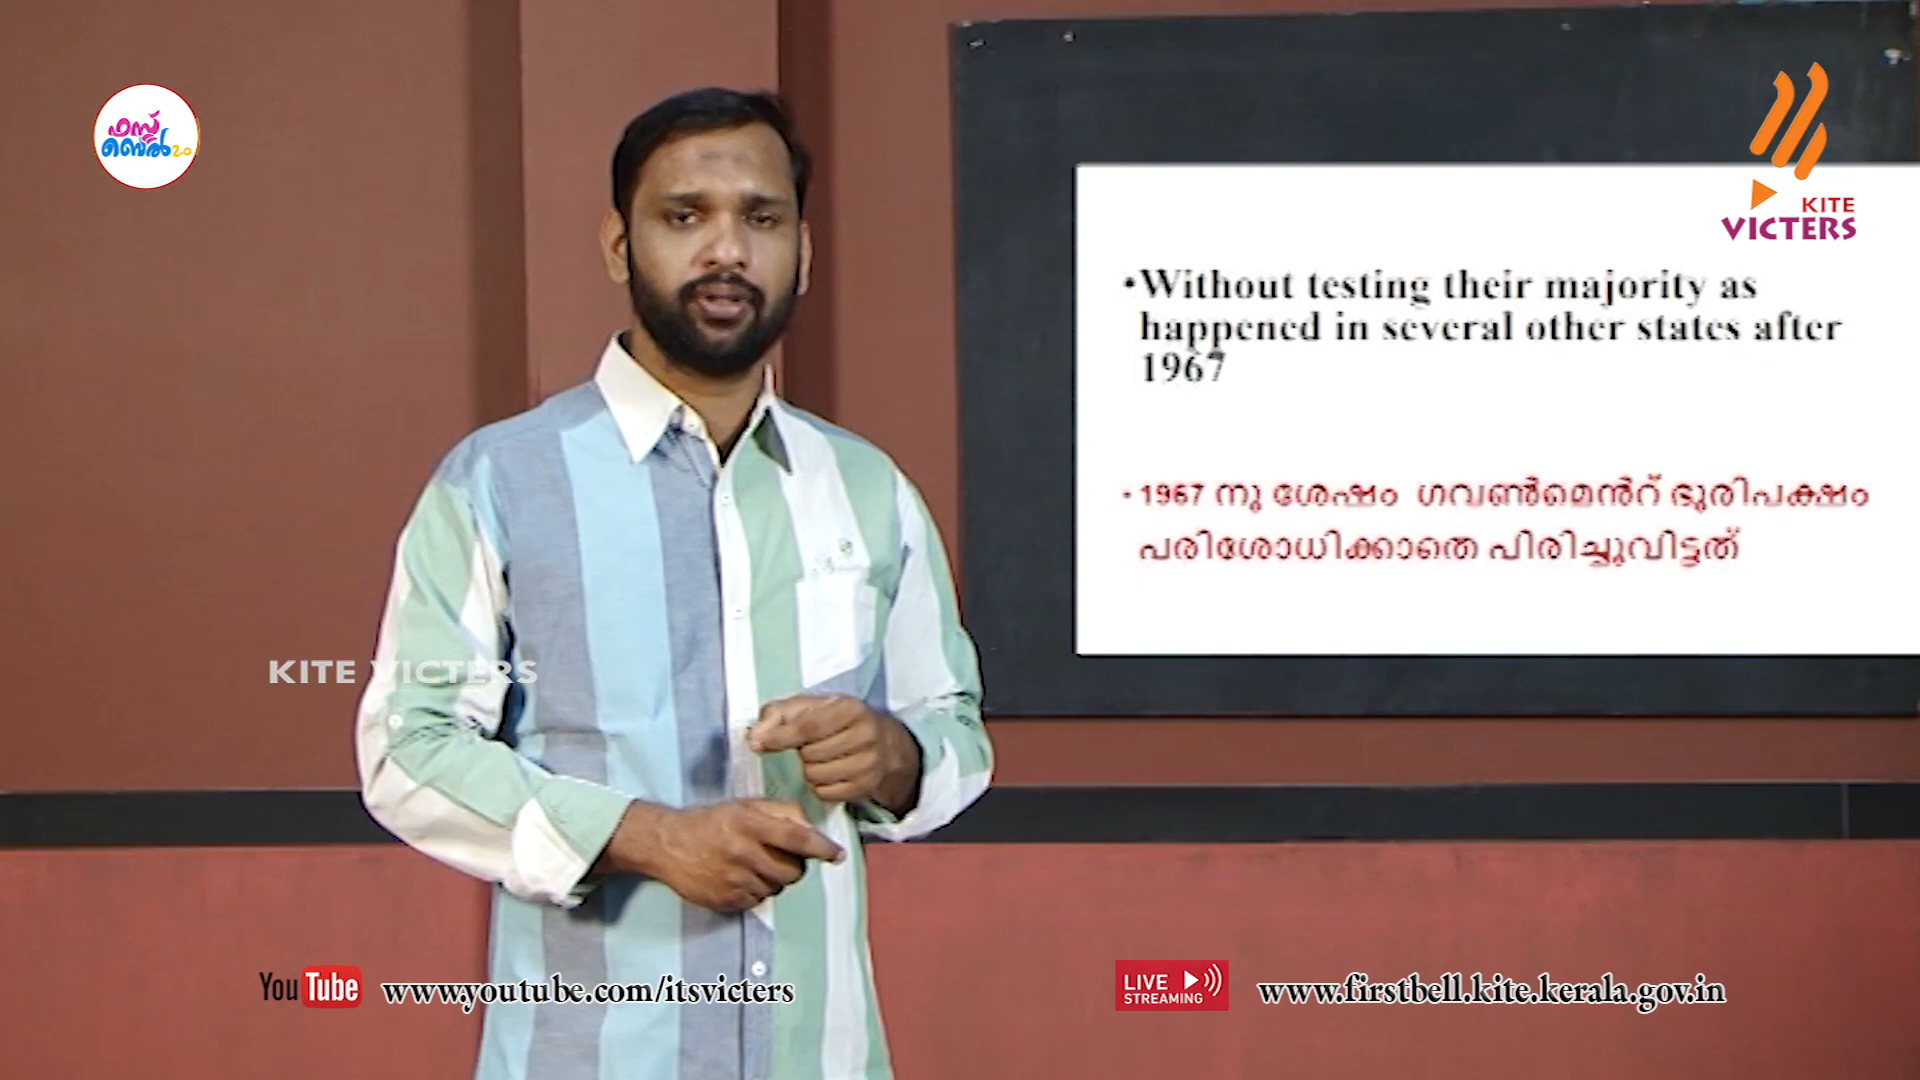 ഫസ്റ്റ്
ബെൽ 2.0
KITE
VICTERS
•Without testing their majority as
happened in several other states after
1967
• 1967 നു ശേഷം ഗവൺമെൻറ് ഭൂരിപക്ഷം
പരിശോധിക്കാതെ പിരിച്ചുവിട്ടത്
KITE VICTERS
YouTube www.youtube.com/itsvicters
LIVE
STREAMING
www.firstbell.kite.kerala.gov.in